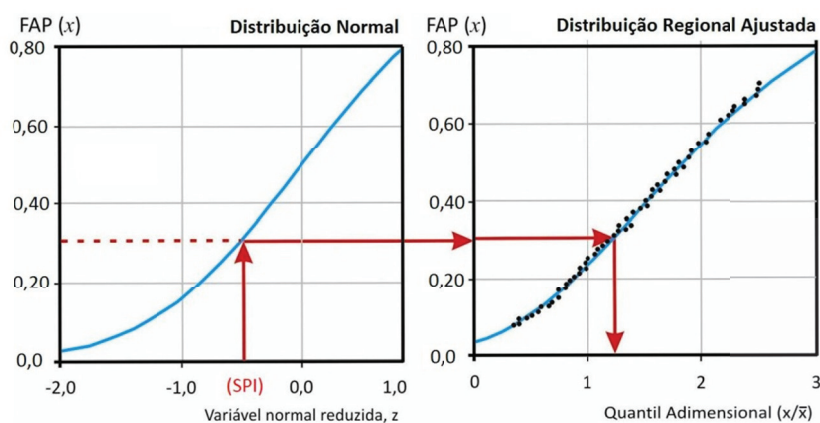 FAP (x) Distribuição Normal
0,80
0,60
0,40
0,20
0,0
-2,0 -1,0 (SPI) 0,0 1,0
Variável normal reduzida, z
FAP (x) Distribuição Regional Ajustada
0,80
0,60
0,40
0,20
0,0
0 1 2 3
Quantil Adimensional (x/x̄)